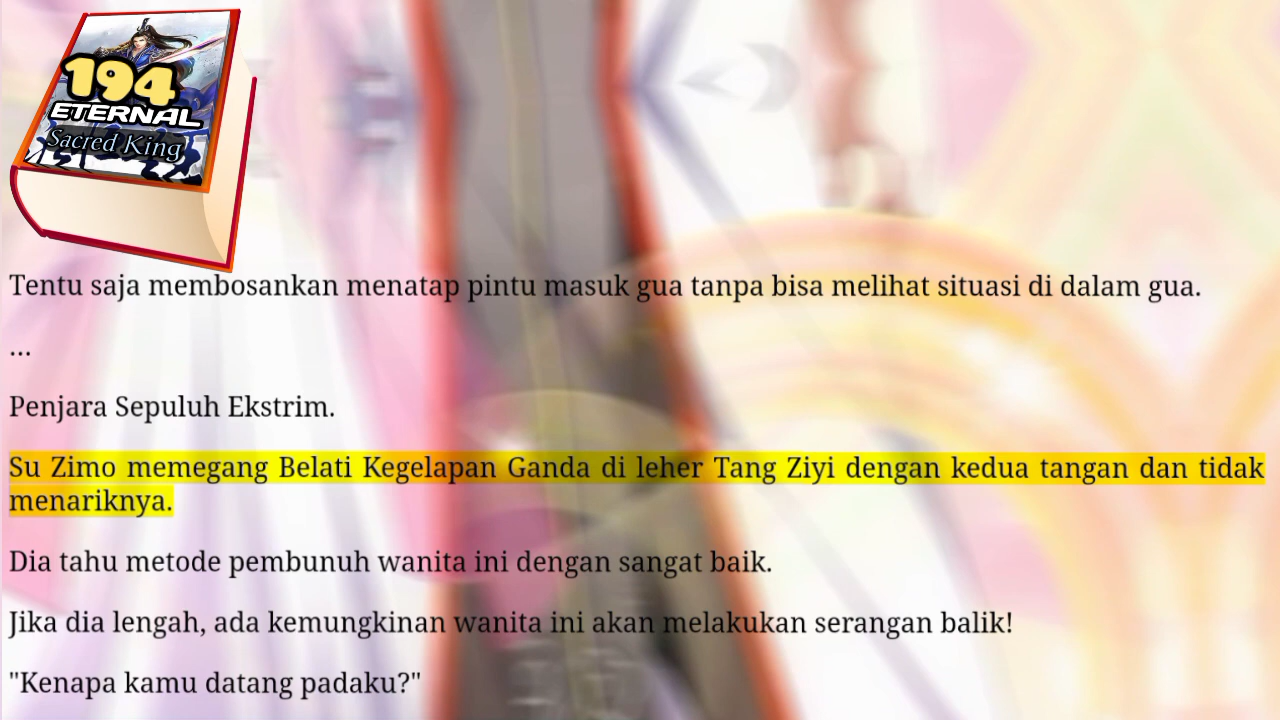 194
ETERNAL
Sacred King
Tentu saja membosankan menatap pintu masuk gua tanpa bisa melihat situasi di dalam gua.
...
Penjara Sepuluh Ekstrim.
Su Zimo memegang Belati Kegelapan Ganda di leher Tang Ziyi dengan kedua tangan dan tidak
menariknya.
Dia tahu metode pembunuh wanita ini dengan sangat baik.
Jika dia lengah, ada kemungkinan wanita ini akan melakukan serangan balik!
"Kenapa kamu datang padaku?"